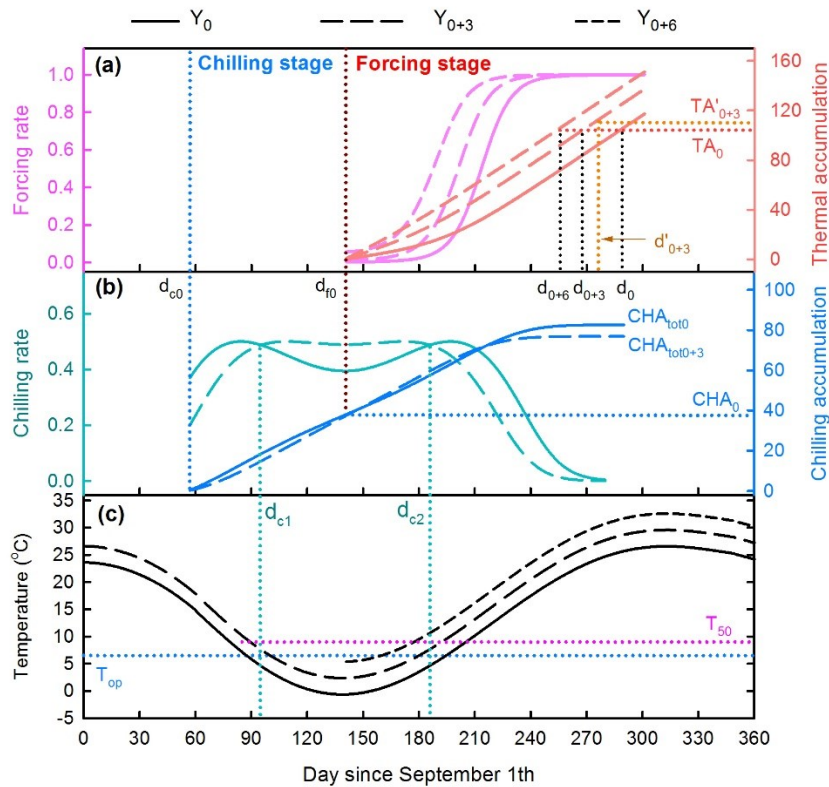 Y0 Y0+3 Y0+6
(a) Chilling stage Forcing stage
Forcing rate
1.0
0.8
0.6
0.4
0.2
0.0
160
120
80
40
0
Thermal accumulation
TA'0+3
TA0
d'0+3
dc0 df0 d0+6 d0+3 d0
(b)
Chilling rate
0.6
0.4
0.2
0.0
100
80
60
40
20
0
Chilling accumulation
CHAtot0
CHAtot0+3
CHA0
(c)
dc1 dc2
Temperature (°C)
35
30
25
20
15
10
5
0
-5
T50
Top
0 30 60 90 120 150 180 210 240 270 300 330 360
Day since September 1th